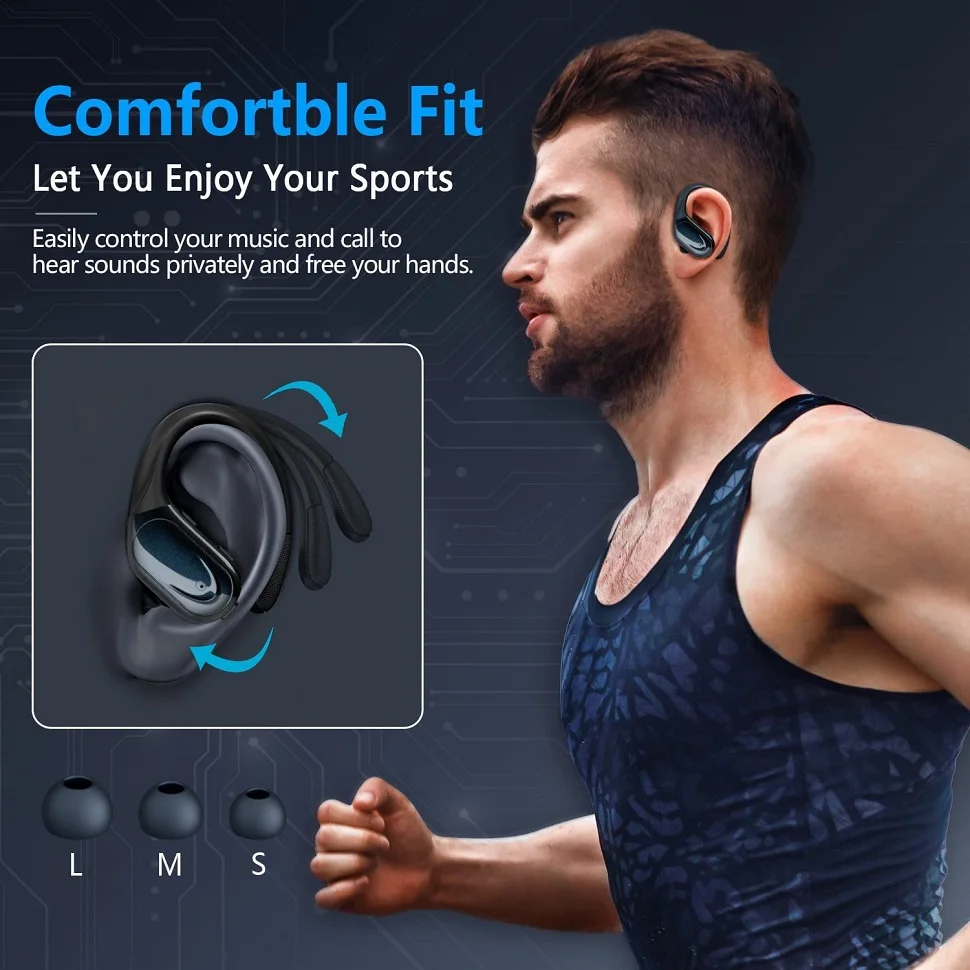 Comfortble Fit
Let You Enjoy Your Sports
Easily control your music and call to
hear sounds privately and free your hands.
L M S